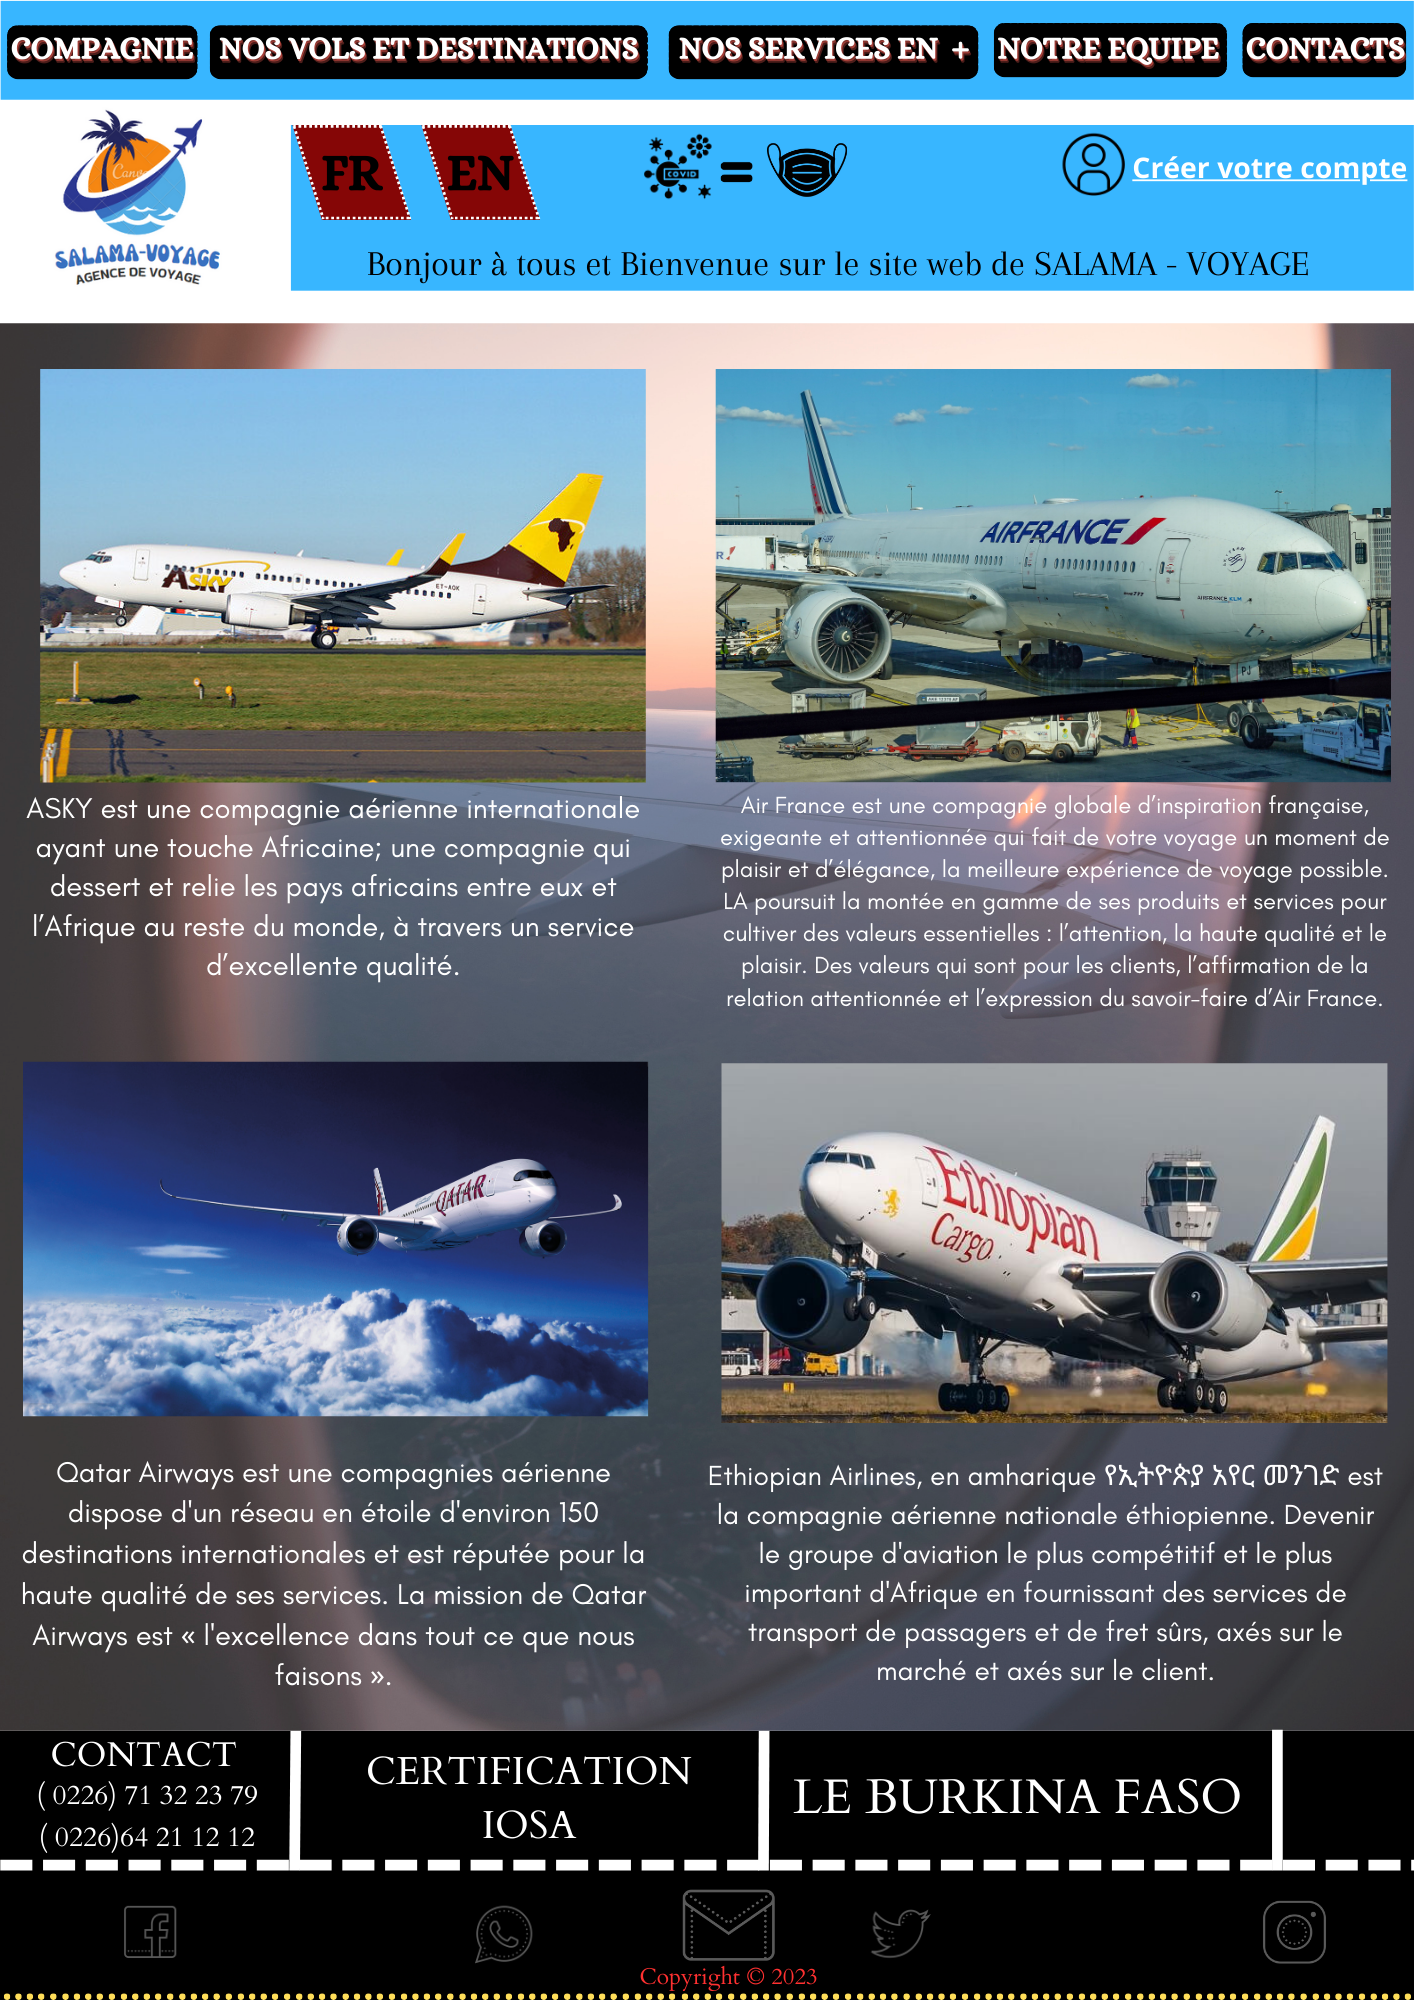 COMPAGNIE
NOS VOLS ET DESTINATIONS
NOS SERVICES EN +
NOTRE EQUIPE
CONTACTS
Canva
SALAMA-VOYAGE
AGENCE DE VOYAGE
FR
EN
COVID
Créer votre compte
Bonjour à tous et Bienvenue sur le site web de SALAMA - VOYAGE
ASKY
ET-AOK
AIRFRANCE
AIRFRANCE KLM
PJ
ASKY est une compagnie aérienne internationale
ayant une touche Africaine; une compagnie qui
dessert et relie les pays africains entre eux et
l’Afrique au reste du monde, à travers un service
d’excellente qualité.
Air France est une compagnie globale d’inspiration française,
exigeante et attentionnée qui fait de votre voyage un moment de
plaisir et d’élégance, la meilleure expérience de voyage possible.
LA poursuit la montée en gamme de ses produits et services pour
cultiver des valeurs essentielles : l’attention, la haute qualité et le
plaisir. Des valeurs qui sont pour les clients, l’affirmation de la
relation attentionnée et l’expression du savoir-faire d’Air France.
QATAR
Ethiopian
Cargo
Qatar Airways est une compagnies aérienne
dispose d'un réseau en étoile d'environ 150
destinations internationales et est réputée pour la
haute qualité de ses services. La mission de Qatar
Airways est « l'excellence dans tout ce que nous
faisons ».
Ethiopian Airlines, en amharique የኢትዮጵያ አየር መንገድ est
la compagnie aérienne nationale éthiopienne. Devenir
le groupe d'aviation le plus compétitif et le plus
important d'Afrique en fournissant des services de
transport de passagers et de fret sûrs, axés sur le
marché et axés sur le client.
CONTACT
( 0226) 71 32 23 79
( 0226)64 21 12 12
CERTIFICATION
IOSA
LE BURKINA FASO
Copyright © 2023